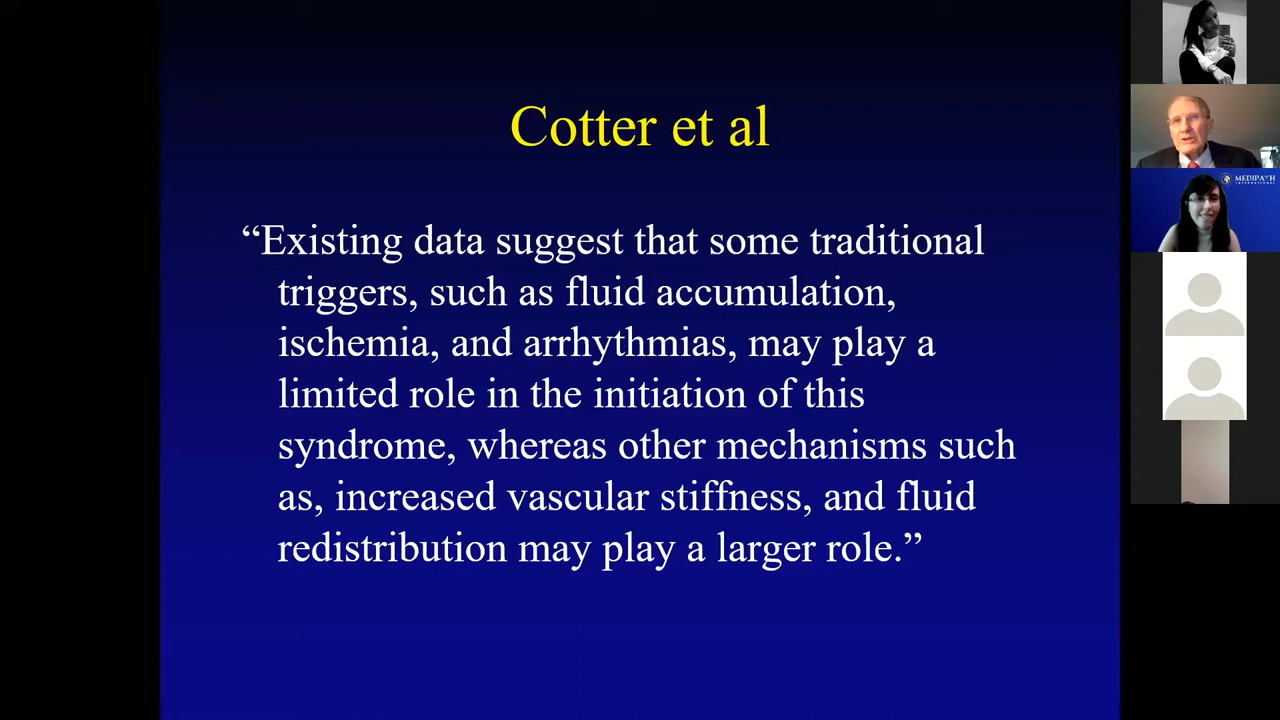 Cotter et al
“Existing data suggest that some traditional
triggers, such as fluid accumulation,
ischemia, and arrhythmias, may play a
limited role in the initiation of this
syndrome, whereas other mechanisms such
as, increased vascular stiffness, and fluid
redistribution may play a larger role.”
MEDIPATH
INTERNATIONAL